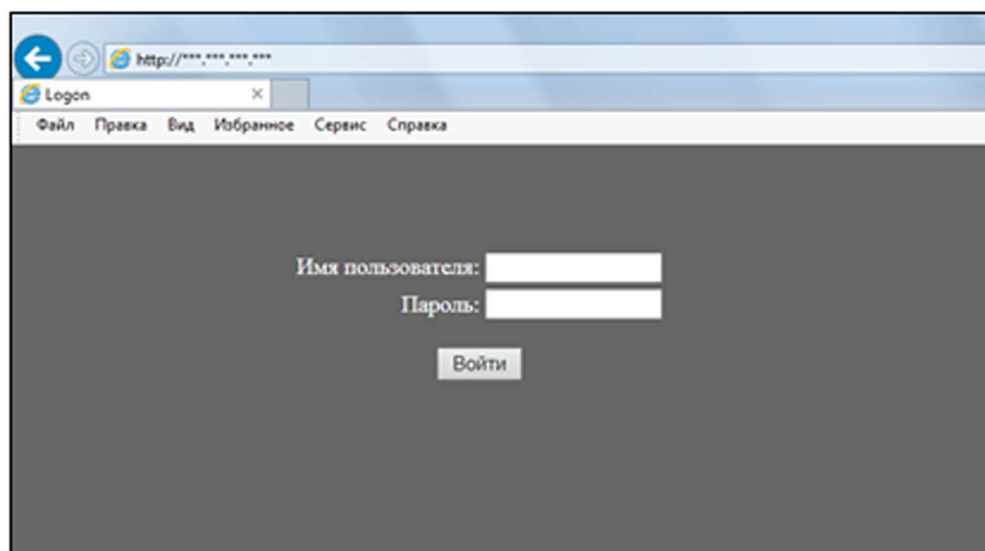 http://***.***.***.***
Logon
Файл Правка Вид Избранное Сервис Справка
Имя пользователя:
Пароль:
Войти